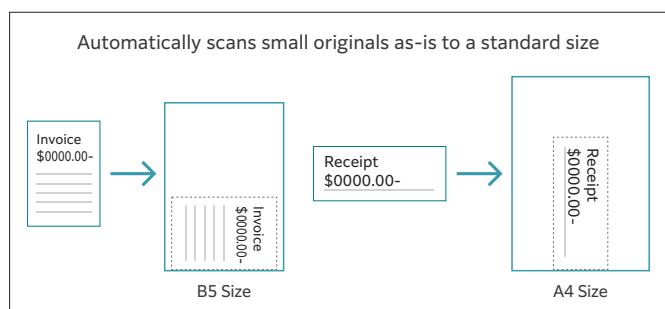 Automatically scans small originals as-is to a standard size
Invoice
$0000.00-
Invoice
$0000.00-
B5 Size
Receipt
$0000.00-
Receipt
$0000.00-
A4 Size